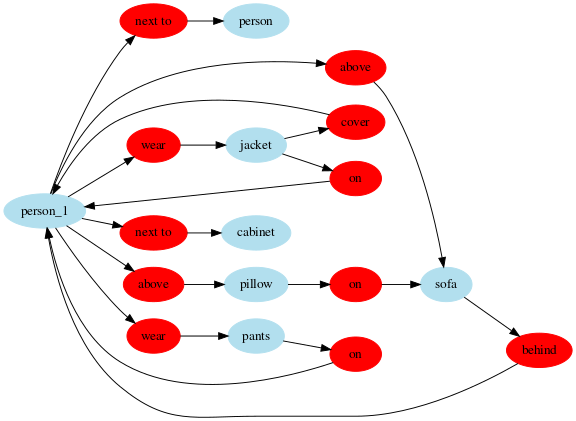 next to
person
above
cover
wear
jacket
on
person_1
next to
cabinet
above
pillow
on
sofa
wear
pants
on
behind